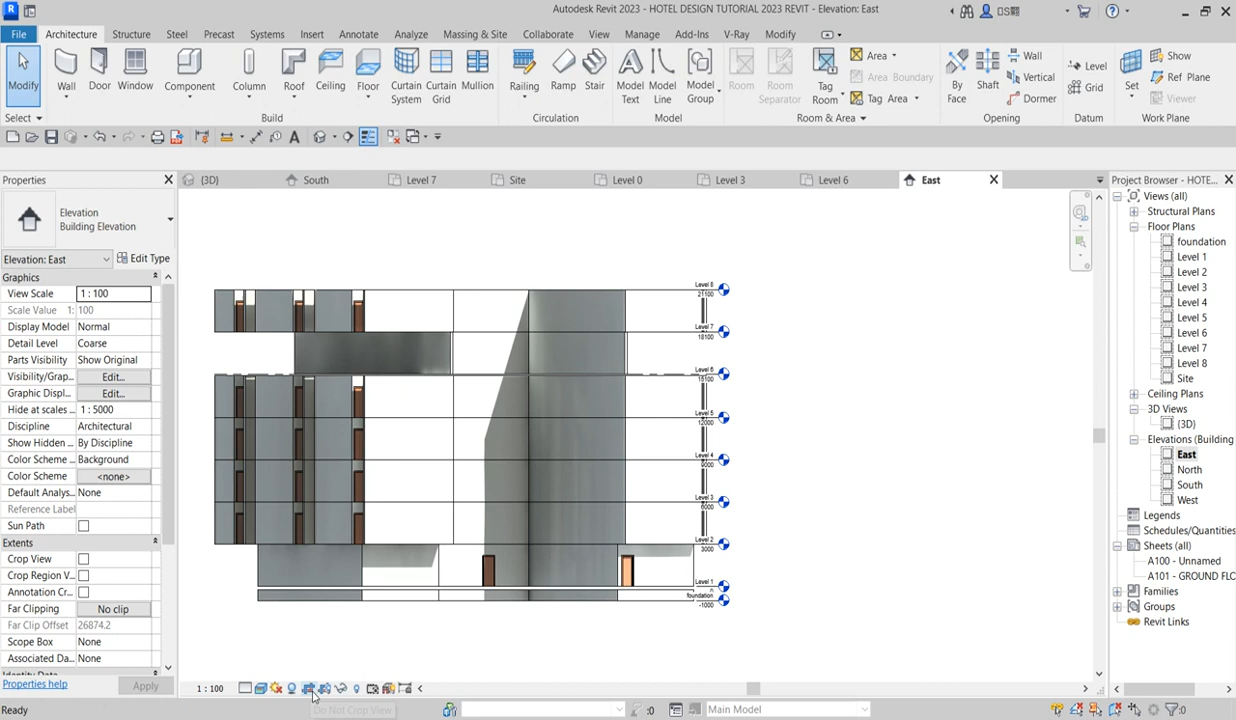 Autodesk Revit 2023 - HOTEL DESIGN TUTORIAL 2023 REVIT - Elevation: East
File Architecture Structure Steel Precast Systems Insert Annotate Analyze Massing & Site Collaborate View Manage Add-Ins V-Ray Modify
Modify Wall Door Window Component Column Roof Ceiling Floor Curtain System Curtain Grid Mullion Railing Ramp Stair Model Text Model Line Model Group Room Room Separator Tag Room
Area
Area Boundary
Tag Area
By Face Shaft Wall Vertical Dormer
Level
Grid
Set Show Ref Plane Viewer
Select Build Circulation Model Room & Area Opening Datum Work Plane
Properties
{3D} South Level 7 Site Level 0 Level 3 Level 6 East
Project Browser - HOTE...
Elevation
Building Elevation
Elevation: East Edit Type
Graphics
View Scale 1 : 100
Scale Value 1: 100
Display Model Normal
Detail Level Coarse
Parts Visibility Show Original
Visibility/Grap... Edit...
Graphic Displ... Edit...
Hide at scales ... 1 : 5000
Discipline Architectural
Show Hidden ... By Discipline
Color Scheme ... Background
Color Scheme <none>
Default Analys... None
Reference Label
Sun Path
Extents
Crop View
Crop Region V...
Annotation Cr...
Far Clipping No clip
Far Clip Offset 26874.2
Scope Box None
Associated Da... None
Identity Data
Properties help Apply
Level 8
21100
Level 7
18100
Level 6
15100
Level 5
12000
Level 4
9000
Level 3
6000
Level 2
3000
Level 1
0
foundation
-1000
Views (all)
Structural Plans
Floor Plans
foundation
Level 1
Level 2
Level 3
Level 4
Level 5
Level 6
Level 7
Level 8
Site
Ceiling Plans
3D Views
{3D}
Elevations (Building
East
North
South
West
Legends
Schedules/Quantities
Sheets (all)
A100 - Unnamed
A101 - GROUND FLC
Families
Groups
Revit Links
1 : 100
Do Not Crop View
Ready
:0
Main Model
:0